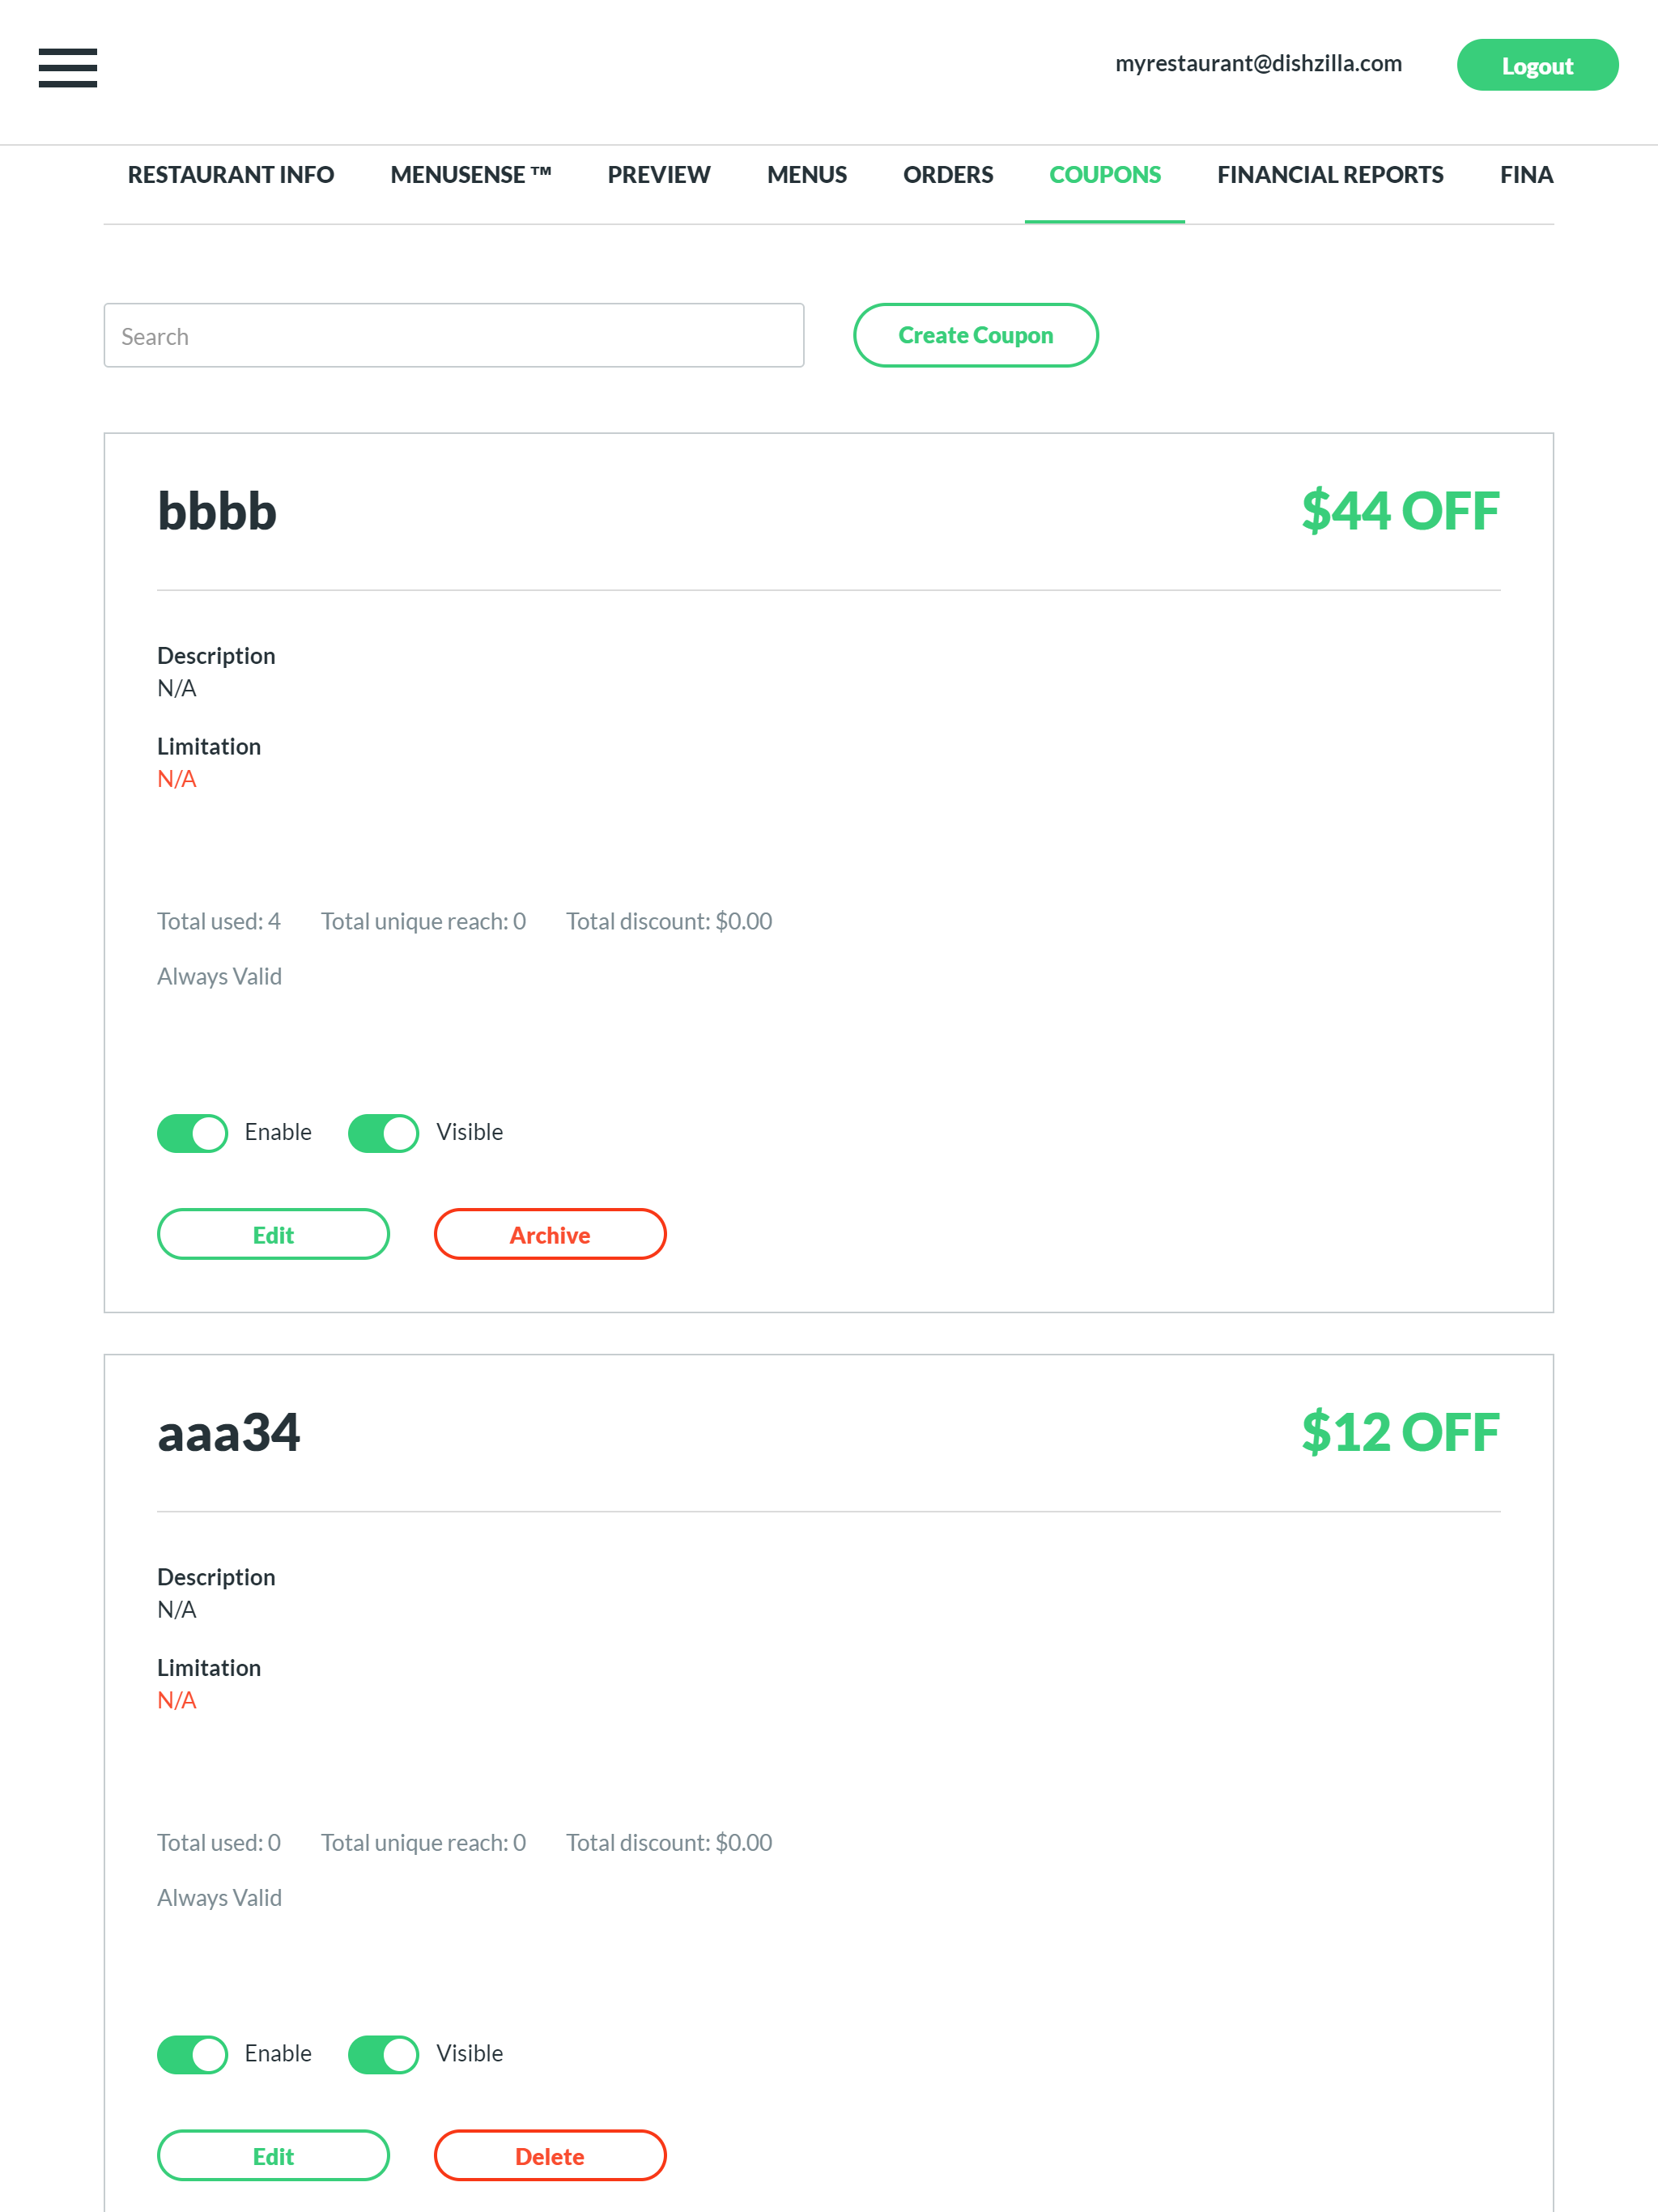 myrestaurant@dishzilla.com Logout
RESTAURANT INFO MENUSENSE ™ PREVIEW MENUS ORDERS COUPONS FINANCIAL REPORTS FINA
Search Create Coupon
bbbb $44 OFF
Description
N/A
Limitation
N/A
Total used: 4 Total unique reach: 0 Total discount: $0.00
Always Valid
Enable Visible
Edit Archive
aaa34 $12 OFF
Description
N/A
Limitation
N/A
Total used: 0 Total unique reach: 0 Total discount: $0.00
Always Valid
Enable Visible
Edit Delete